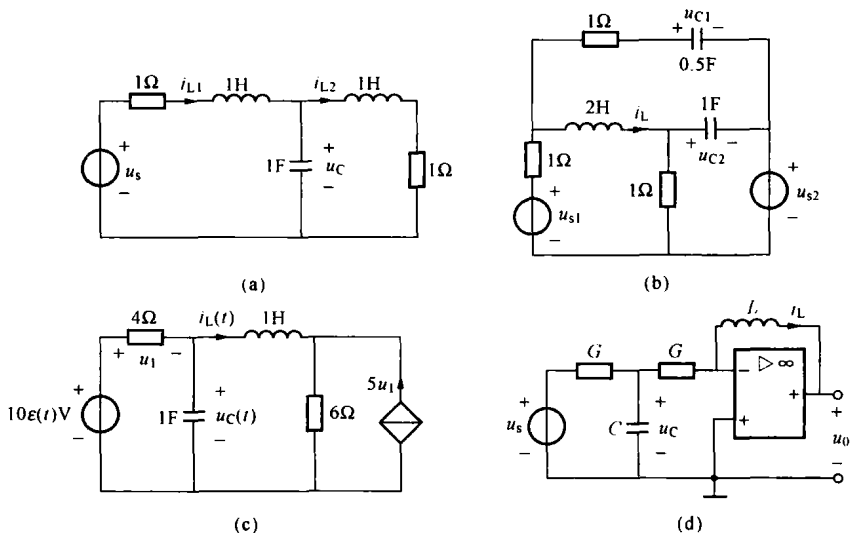 1Ω
i_L1
1H
i_L2
1H
+
u_s
−
1F
+
u_C
−
1Ω
(a)
1Ω
+ u_C1 −
0.5F
2H
i_L
1F
+ u_C2 −
1Ω
+
u_s1
−
1Ω
+
u_s2
−
(b)
4Ω
+ u_1 −
i_L(t)
1H
+
10ε(t)V
−
1F
+
u_C(t)
−
6Ω
5u_1
(c)
L
i_L
G
G
− ▷ ∞
+
+
+
u_s
−
C
+
u_C
−
+
u_0
−
(d)